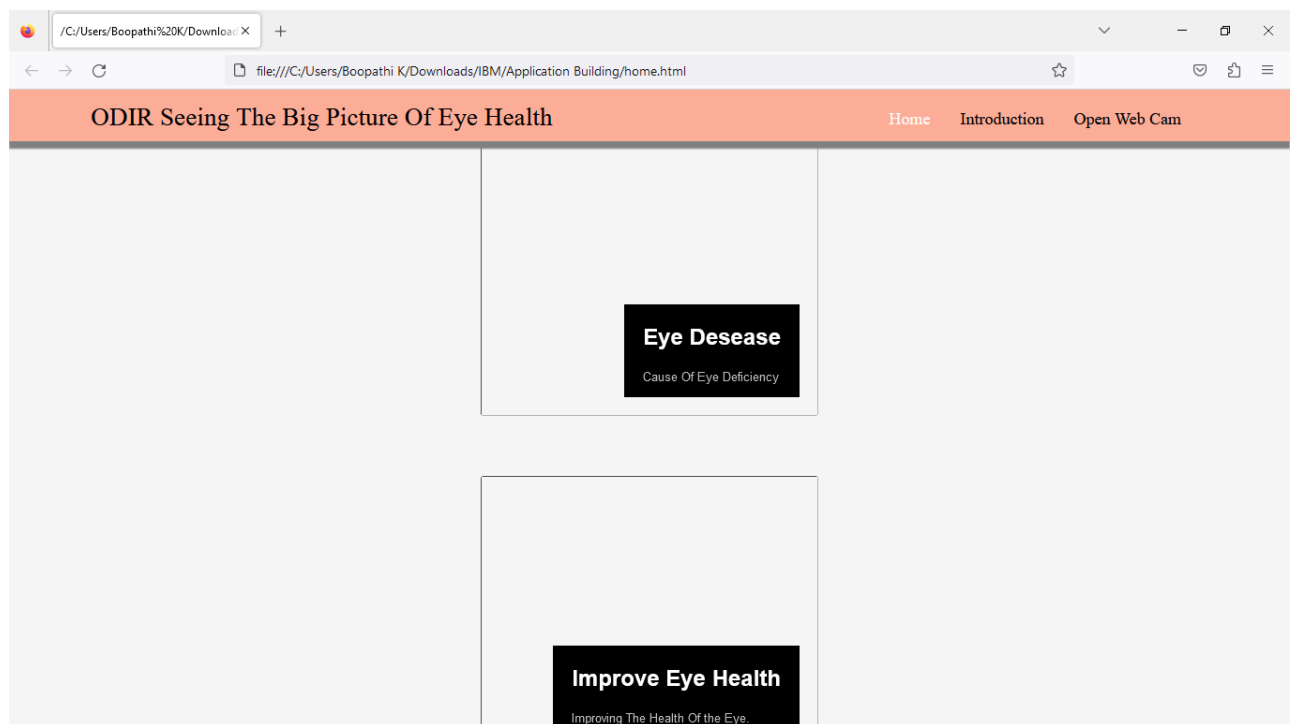 /C:/Users/Boopathi%20K/Download
file:///C:/Users/Boopathi K/Downloads/IBM/Application Building/home.html
ODIR Seeing The Big Picture Of Eye Health
Home Introduction Open Web Cam
Eye Desease
Cause Of Eye Deficiency
Improve Eye Health
Improving The Health Of the Eye.